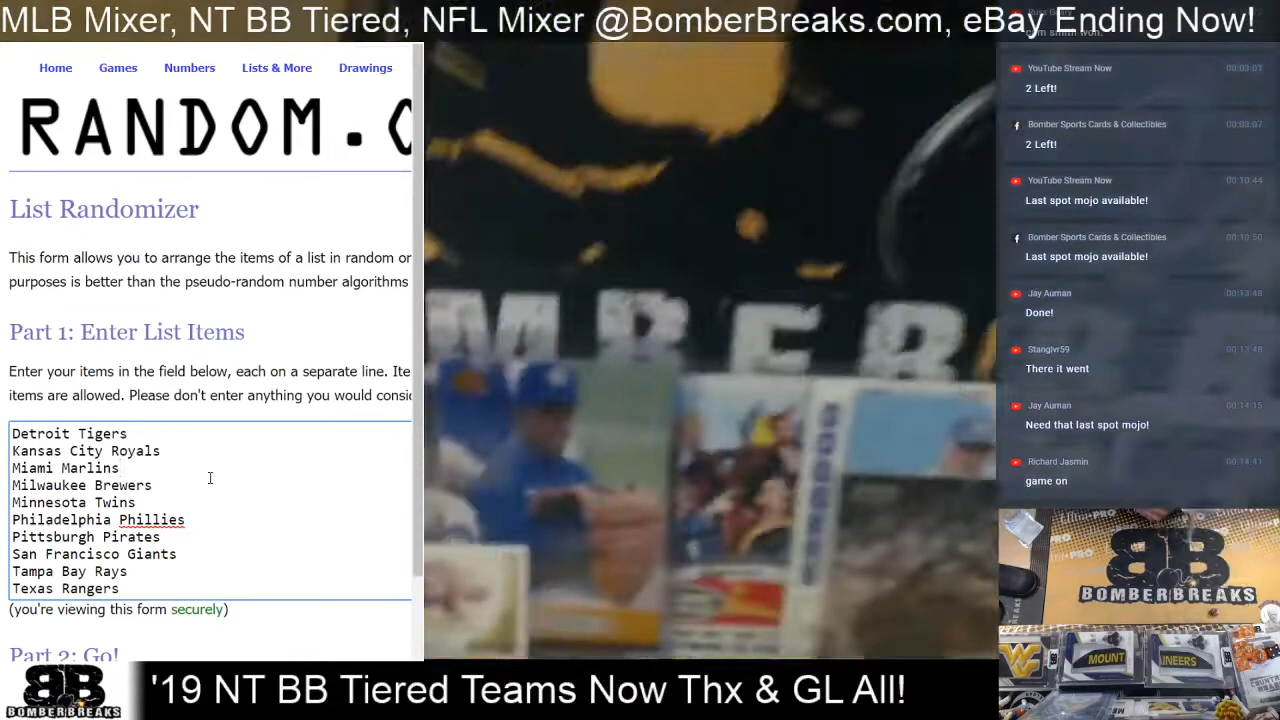 MLB Mixer, NT BB Tiered, NFL Mixer @BomberBreaks.com, eBay Ending Now!
Home Games Numbers Lists & More Drawings
RANDOM.
List Randomizer
This form allows you to arrange the items of a list in random or
purposes is better than the pseudo-random number algorithms
Part 1: Enter List Items
Enter your items in the field below, each on a separate line. Ite
items are allowed. Please don't enter anything you would consi
Detroit Tigers
Kansas City Royals
Miami Marlins
Milwaukee Brewers
Minnesota Twins
Philadelphia Phillies
Pittsburgh Pirates
San Francisco Giants
Tampa Bay Rays
Texas Rangers
(you're viewing this form securely)
Part 2: Go!
MBERB
cam smith won.
YouTube Stream Now 00:03:01
2 Left!
Bomber Sports Cards & Collectibles 00:03:07
2 Left!
YouTube Stream Now 00:10:44
Last spot mojo available!
Bomber Sports Cards & Collectibles 00:10:50
Last spot mojo available!
Jay Auman 00:13:48
Done!
Stanglvr59 00:13:48
There it went
Jay Auman 00:14:15
Need that last spot mojo!
Richard Jasmin 00:14:41
game on
BB
BOMBERBREAKS
MOUNT
INEERS
BB
BOMBERBREAKS
'19 NT BB Tiered Teams Now Thx & GL All!